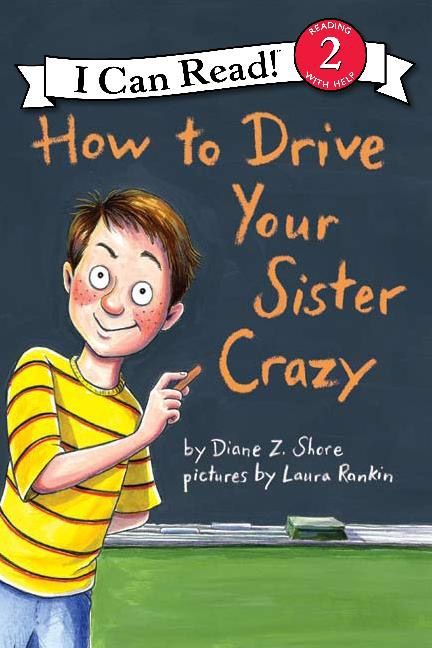 I Can Read!™
READING
2
WITH HELP
How to Drive
Your
Sister
Crazy
by Diane Z. Shore
pictures by Laura Rankin